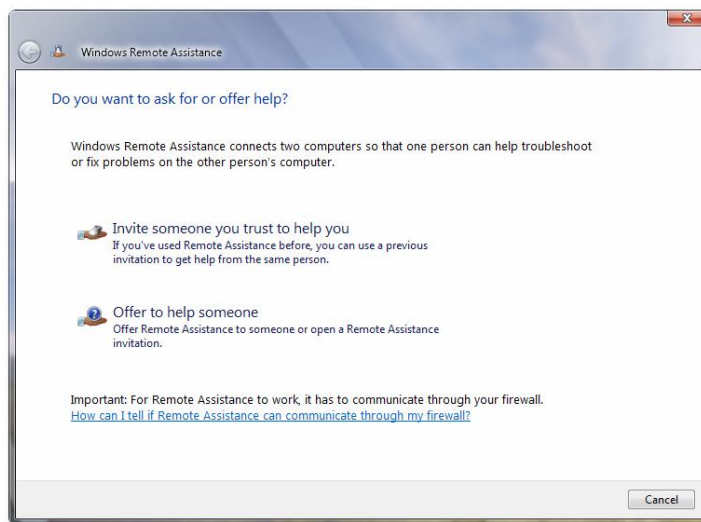 Windows Remote Assistance
Do you want to ask for or offer help?
Windows Remote Assistance connects two computers so that one person can help troubleshoot
or fix problems on the other person's computer.
Invite someone you trust to help you
If you've used Remote Assistance before, you can use a previous
invitation to get help from the same person.
Offer to help someone
Offer Remote Assistance to someone or open a Remote Assistance
invitation.
Important: For Remote Assistance to work, it has to communicate through your firewall.
How can I tell if Remote Assistance can communicate through my firewall?
Cancel